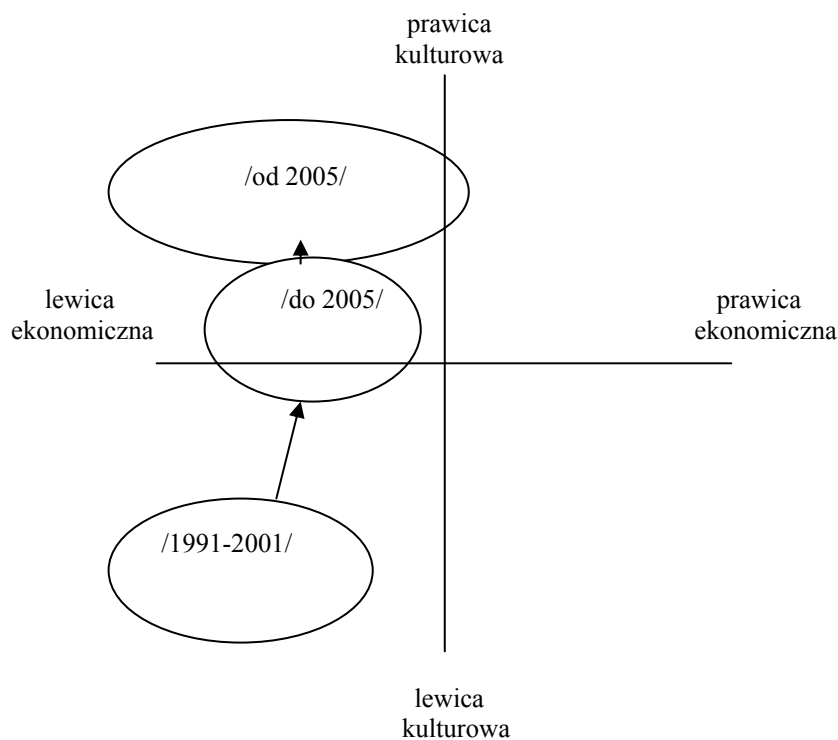 prawica
kulturowa
/od 2005/
/do 2005/
lewica
ekonomiczna
prawica
ekonomiczna
/1991-2001/
lewica
kulturowa